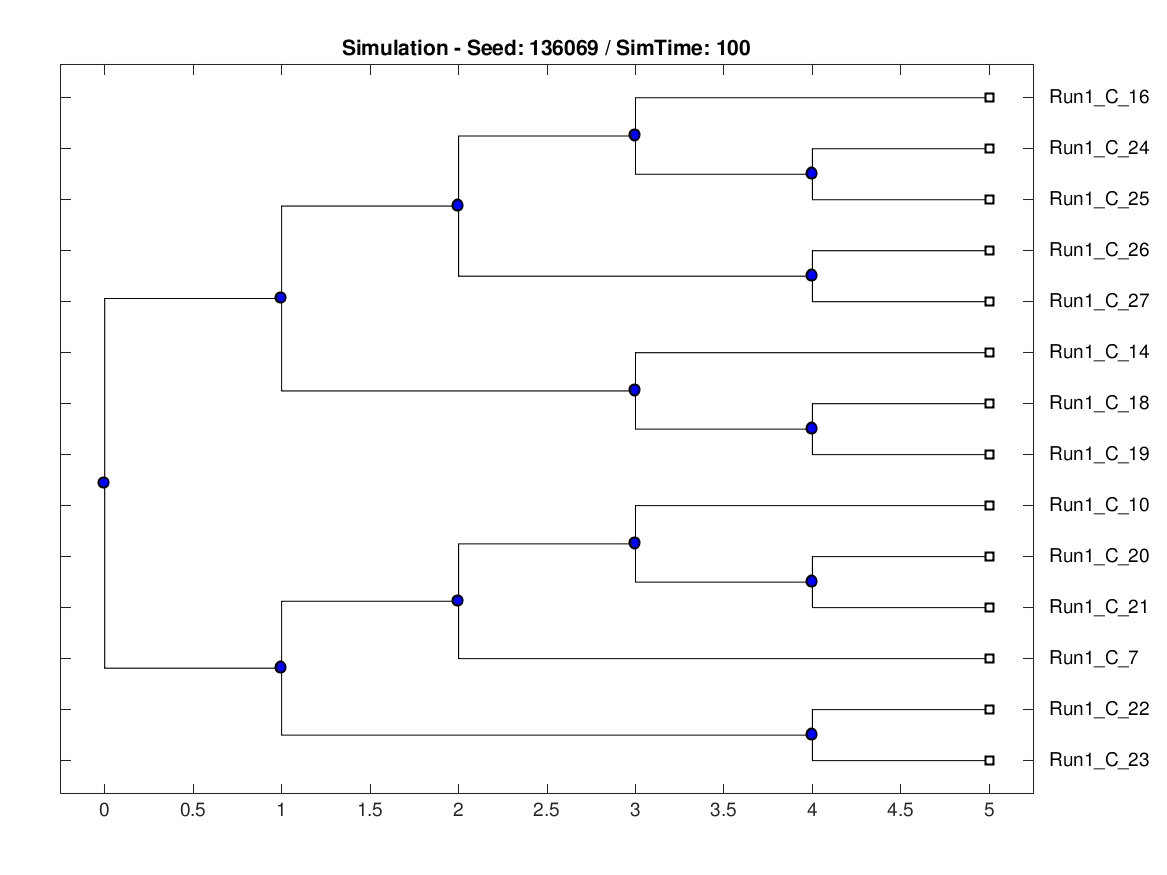 Simulation - Seed: 136069 / SimTime: 100
Run1_C_16
Run1_C_24
Run1_C_25
Run1_C_26
Run1_C_27
Run1_C_14
Run1_C_18
Run1_C_19
Run1_C_10
Run1_C_20
Run1_C_21
Run1_C_7
Run1_C_22
Run1_C_23
0 0.5 1 1.5 2 2.5 3 3.5 4 4.5 5